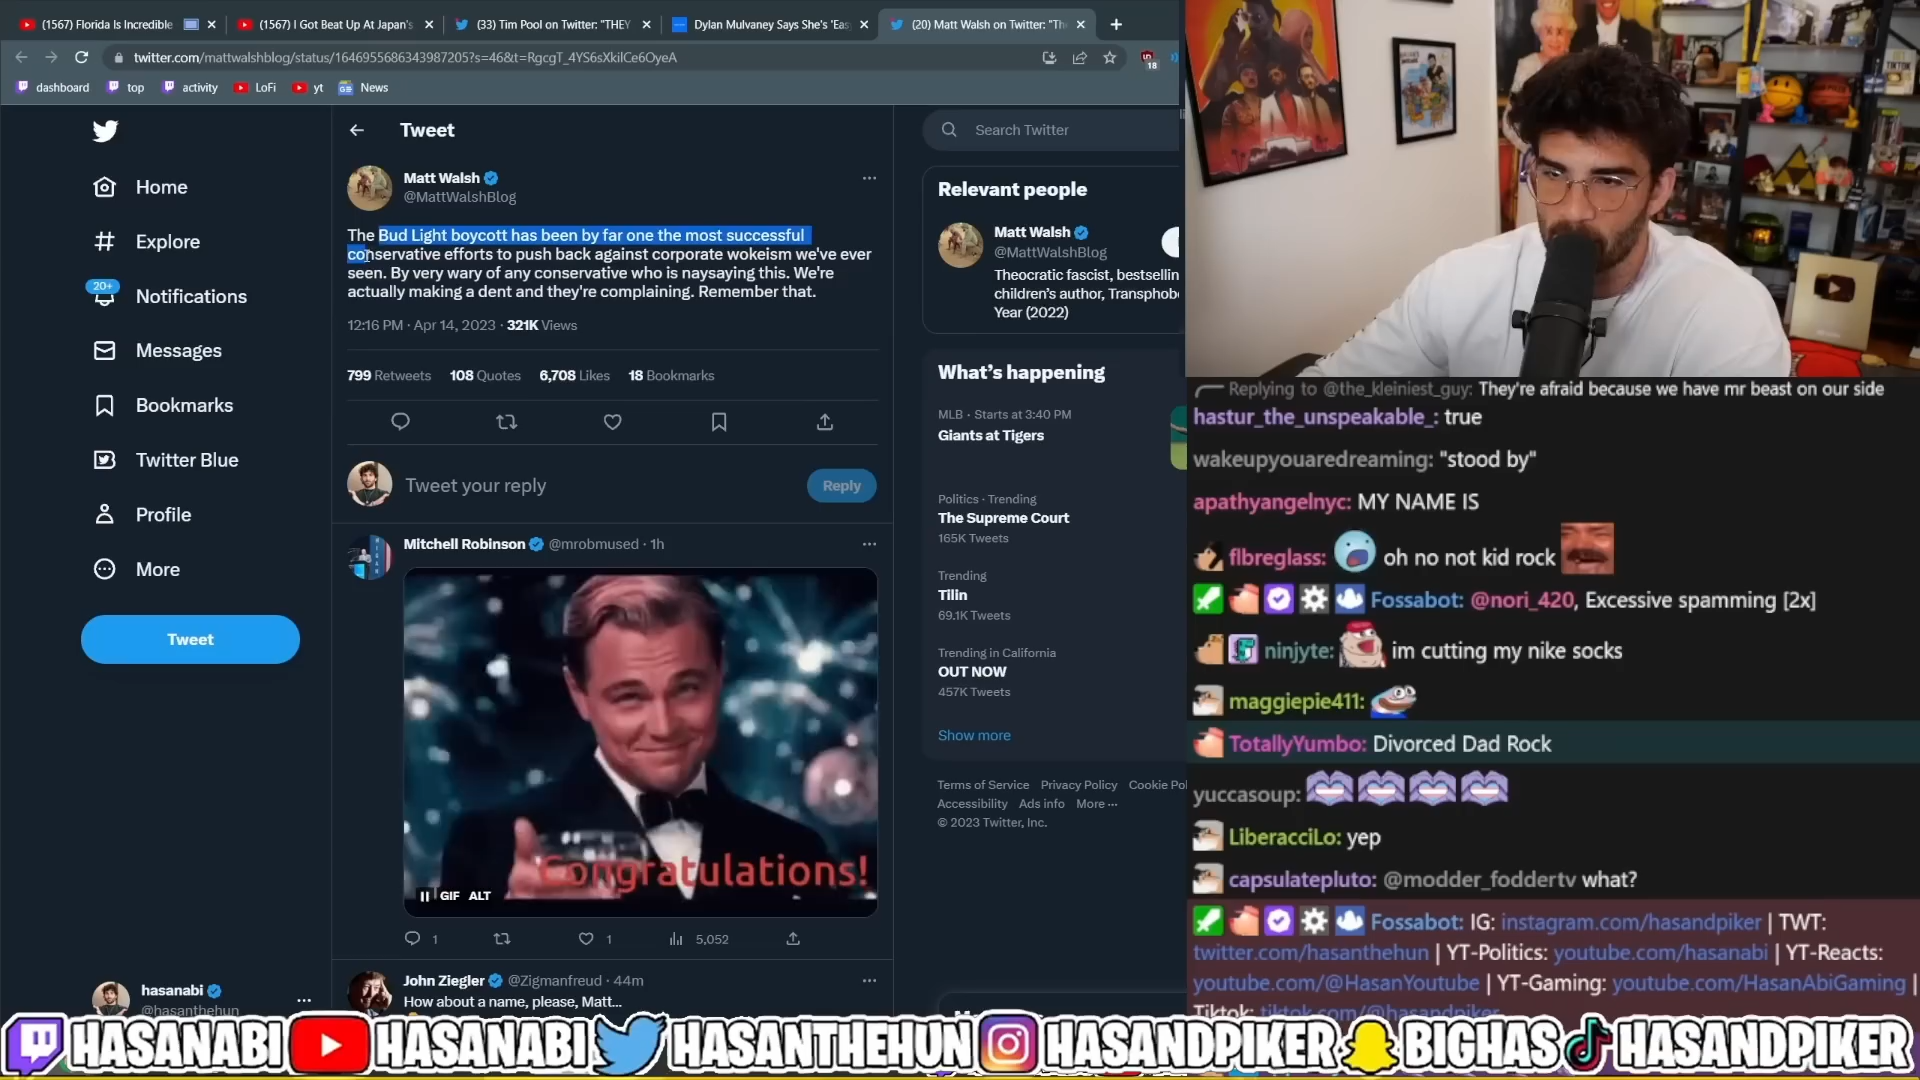 (1567) Florida Is Incredible
(1567) I Got Beat Up At Japan's
(33) Tim Pool on Twitter: "THEY
Dylan Mulvaney Says She's 'Eas
(20) Matt Walsh on Twitter: "Th
twitter.com/mattwalshblog/status/1646955686343987205?s=46&t=RgcgT_4YS6sXkilCe6OyeA
18
dashboard
top
activity
LoFi
yt
News
Home
Explore
20+
Notifications
Messages
Bookmarks
Twitter Blue
Profile
More
Tweet
hasanabi
@hasanthehun
Tweet
Matt Walsh
@MattWalshBlog
The Bud Light boycott has been by far one the most successful
conservative efforts to push back against corporate wokeism we've ever
seen. By very wary of any conservative who is naysaying this. We're
actually making a dent and they're complaining. Remember that.
12:16 PM · Apr 14, 2023 · 321K Views
799 Retweets 108 Quotes 6,708 Likes 18 Bookmarks
Tweet your reply
Reply
Mitchell Robinson @mrobmused · 1h
Congratulations!
GIF ALT
1
1
5,052
John Ziegler @Zigmanfreud · 44m
How about a name, please, Matt...
Search Twitter
Relevant people
Matt Walsh
@MattWalshBlog
Theocratic fascist, bestsellin
children's author, Transphob
Year (2022)
What's happening
MLB · Starts at 3:40 PM
Giants at Tigers
Politics · Trending
The Supreme Court
165K Tweets
Trending
Tilin
69.1K Tweets
Trending in California
OUT NOW
457K Tweets
Show more
Terms of Service Privacy Policy Cookie Pol
Accessibility Ads info More ···
© 2023 Twitter, Inc.
Replying to @the_kleiniest_guy: They're afraid because we have mr beast on our side
hastur_the_unspeakable_: true
wakeupyouaredreaming: "stood by"
apathyangelnyc: MY NAME IS
flbreglass: oh no not kid rock
Fossabot: @nori_420, Excessive spamming [2x]
ninjyte: im cutting my nike socks
maggiepie411:
TotallyYumbo: Divorced Dad Rock
yuccasoup:
LiberacciLo: yep
capsulatepluto: @modder_foddertv what?
Fossabot: IG: instagram.com/hasandpiker | TWT:
twitter.com/hasanthehun | YT-Politics: youtube.com/hasanabi | YT-Reacts:
youtube.com/@HasanYoutube | YT-Gaming: youtube.com/HasanAbiGaming |
Tiktok: tiktok.com/@hasandpiker
HASANABI HASANABI HASANTHEHUN HASANDPIKER BIGHAS HASANDPIKER